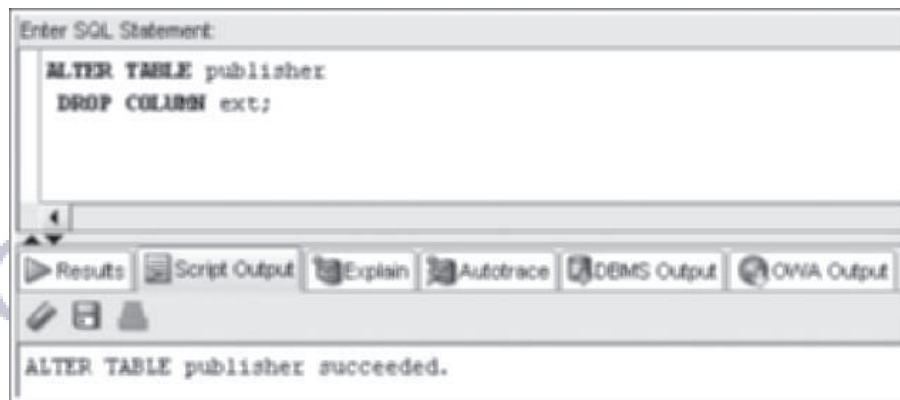 Enter SQL Statement:
ALTER TABLE publisher
DROP COLUMN ext;
Results Script Output Explain Autotrace DBMS Output OWA Output
ALTER TABLE publisher succeeded.